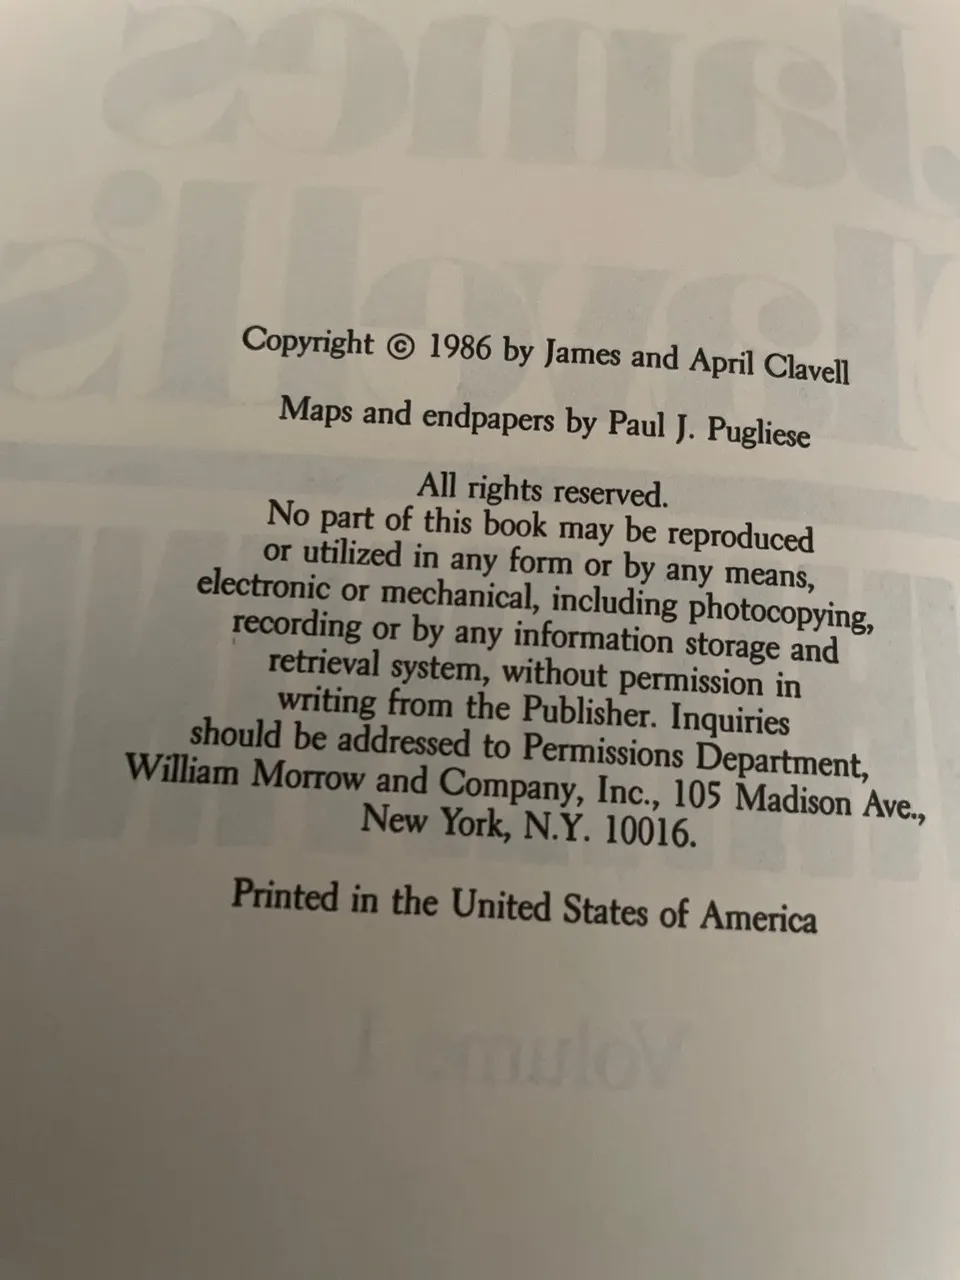 James
Clavell's
Copyright © 1986 by James and April Clavell
Maps and endpapers by Paul J. Pugliese
All rights reserved.
No part of this book may be reproduced
or utilized in any form or by any means,
electronic or mechanical, including photocopying,
recording or by any information storage and
retrieval system, without permission in
writing from the Publisher. Inquiries
should be addressed to Permissions Department,
William Morrow and Company, Inc., 105 Madison Ave.,
New York, N.Y. 10016.
Printed in the United States of America
Volume 1